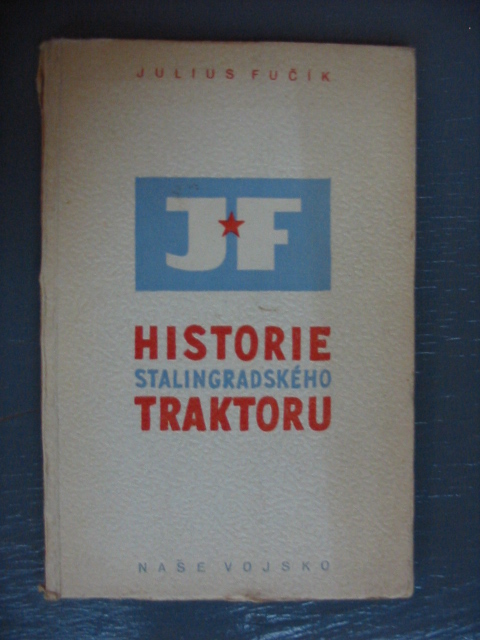 JULIUS FUČÍK
J★F
HISTORIE
STALINGRADSKÉHO
TRAKTORU
NAŠE VOJSKO